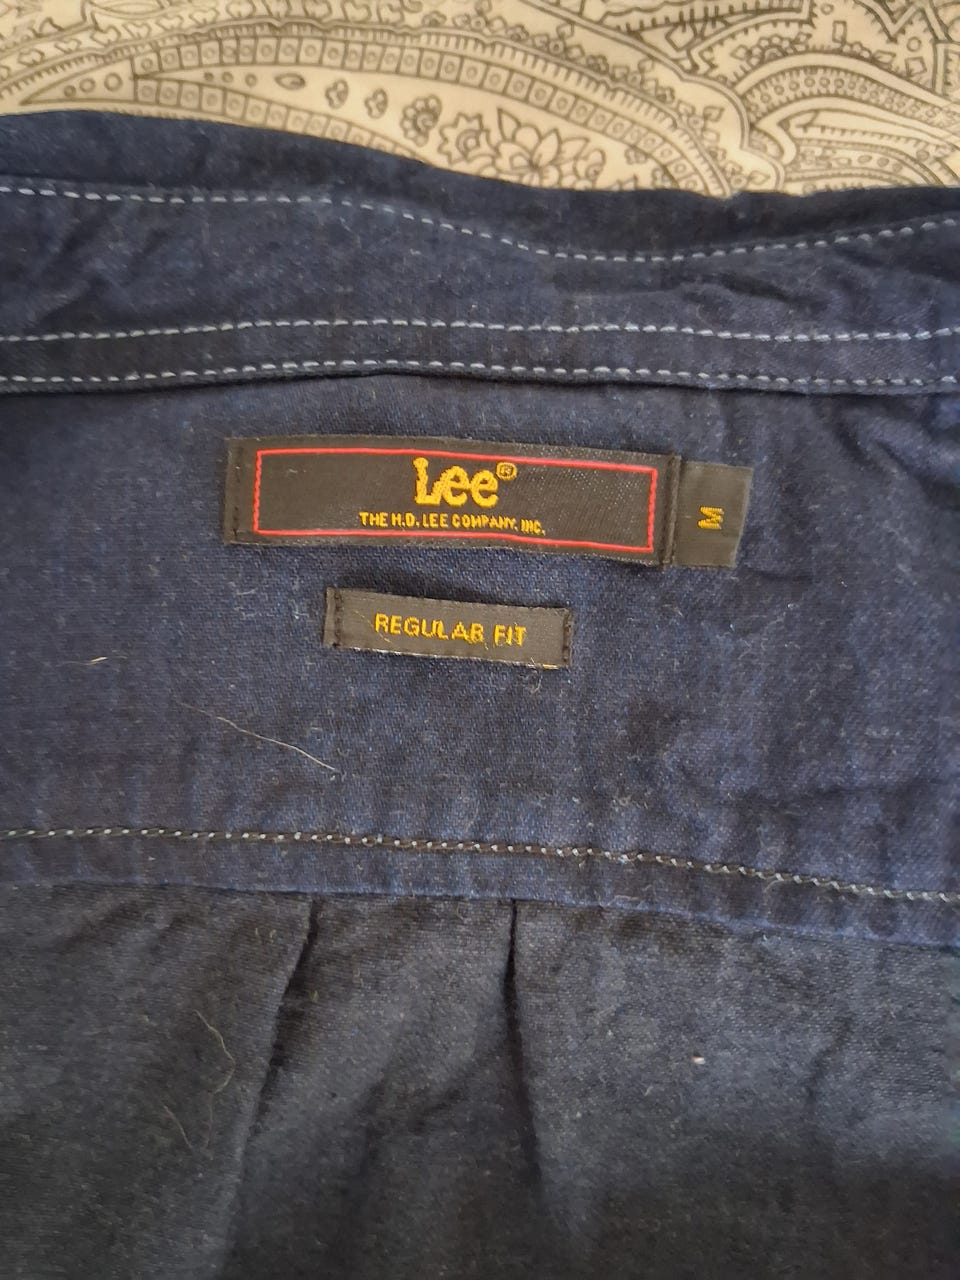 Lee®
THE H.D. LEE COMPANY, INC.
M
REGULAR FIT